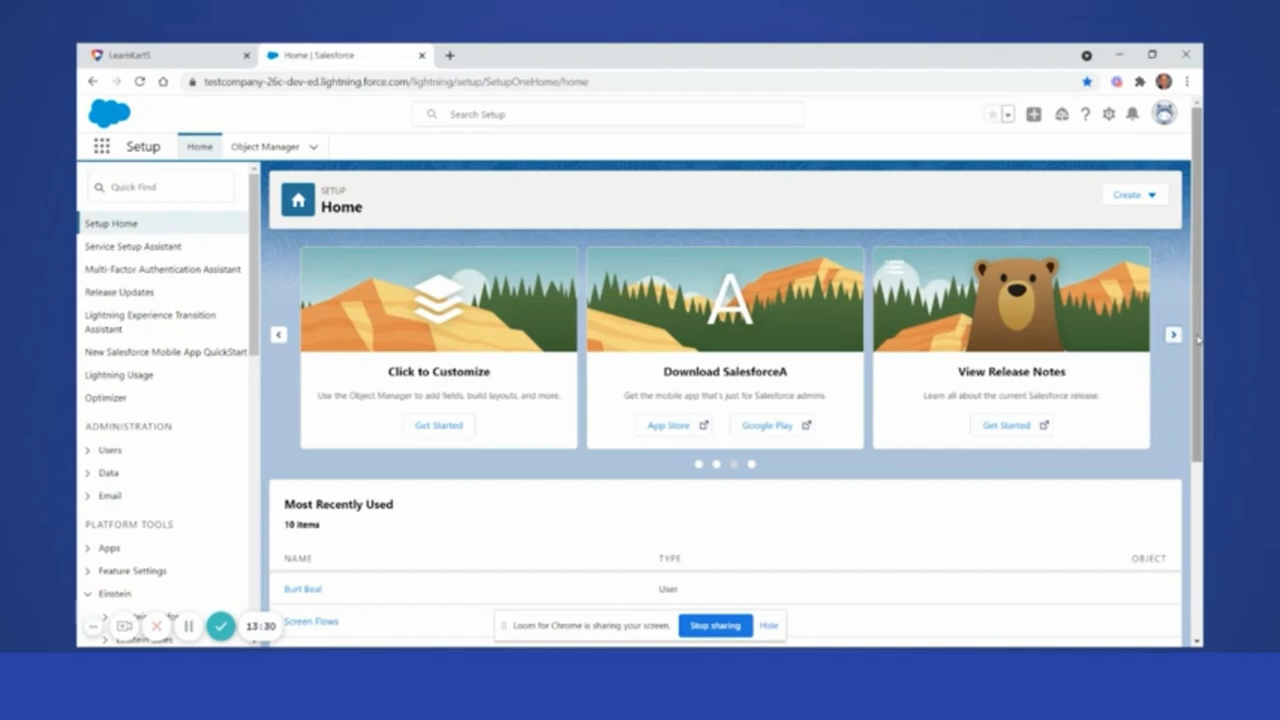 LearnKartS
Home | Salesforce
testcompany-26c-dev-ed.lightning.force.com/lightning/setup/SetupOneHome/home
Search Setup
Setup
Home
Object Manager
Quick Find
Setup Home
Service Setup Assistant
Multi-Factor Authentication Assistant
Release Updates
Lightning Experience Transition
Assistant
New Salesforce Mobile App QuickStart
Lightning Usage
Optimizer
ADMINISTRATION
Users
Data
Email
PLATFORM TOOLS
Apps
Feature Settings
Einstein
13:30
SETUP
Home
Create
Click to Customize
Use the Object Manager to add fields, build layouts, and more.
Get Started
A
Download SalesforceA
Get the mobile app that's just for Salesforce admins.
App Store
Google Play
View Release Notes
Learn all about the current Salesforce release.
Get Started
Most Recently Used
10 items
NAME TYPE OBJECT
Burt Beal User
Screen Flows
Loom for Chrome is sharing your screen.
Stop sharing
Hide